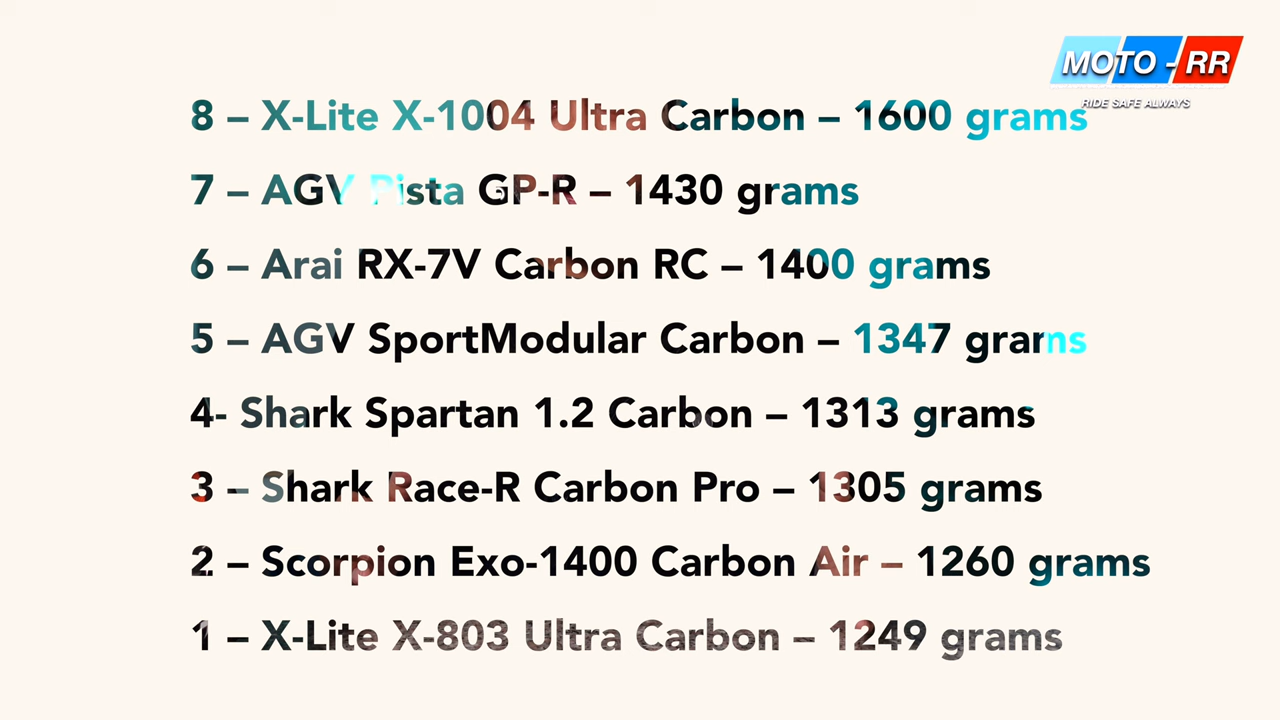 MOTO - RR
RIDE SAFE ALWAYS
8 – X-Lite X-1004 Ultra Carbon – 1600 grams
7 – AGV Pista GP-R – 1430 grams
6 – Arai RX-7V Carbon RC – 1400 grams
5 – AGV SportModular Carbon – 1347 grams
4- Shark Spartan 1.2 Carbon – 1313 grams
3 – Shark Race-R Carbon Pro – 1305 grams
2 – Scorpion Exo-1400 Carbon Air – 1260 grams
1 – X-Lite X-803 Ultra Carbon – 1249 grams